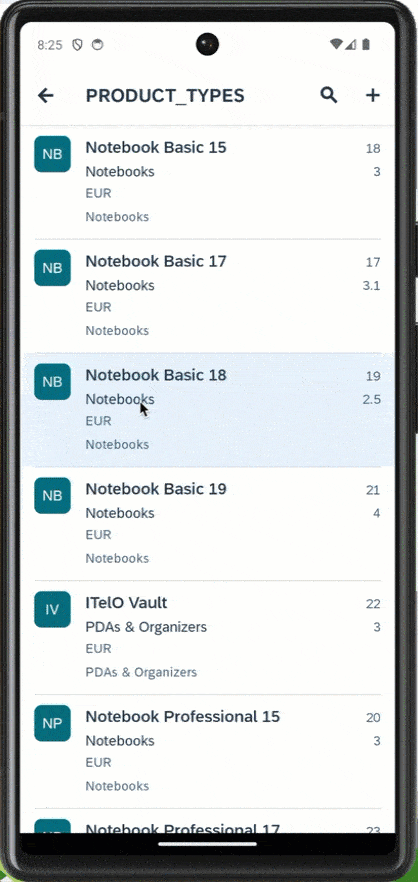 8:25
PRODUCT_TYPES
NB
Notebook Basic 15
18
Notebooks
3
EUR
Notebooks
NB
Notebook Basic 17
17
Notebooks
3.1
EUR
Notebooks
NB
Notebook Basic 18
19
Notebooks
2.5
EUR
Notebooks
NB
Notebook Basic 19
21
Notebooks
4
EUR
Notebooks
IV
ITelO Vault
22
PDAs & Organizers
3
EUR
PDAs & Organizers
NP
Notebook Professional 15
20
Notebooks
3
EUR
Notebooks
NP
Notebook Professional 17
23